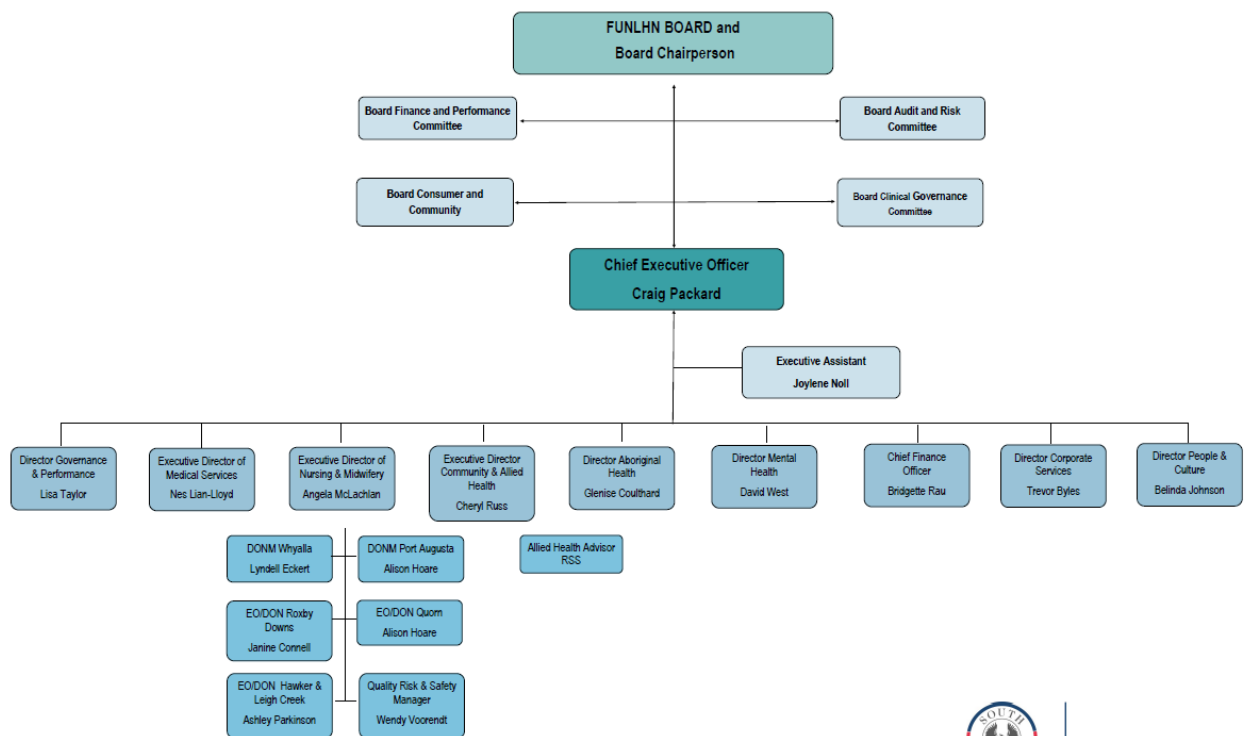 FUNLHN BOARD and
Board Chairperson
Board Finance and Performance
Committee
Board Audit and Risk
Committee
Board Consumer and
Community
Board Clinical Governance
Committee
Chief Executive Officer
Craig Packard
Executive Assistant
Joylene Noll
Director Governance
& Performance
Lisa Taylor
Executive Director of
Medical Services
Nes Lian-Lloyd
Executive Director of
Nursing & Midwifery
Angela McLachlan
Executive Director
Community & Allied
Health
Cheryl Russ
Director Aboriginal
Health
Glenise Coulthard
Director Mental
Health
David West
Chief Finance
Officer
Bridgette Rau
Director Corporate
Services
Trevor Byles
Director People &
Culture
Belinda Johnson
DONM Whyalla
Lyndell Eckert
DONM Port Augusta
Alison Hoare
Allied Health Advisor
RSS
EO/DON Roxby
Downs
Janine Connell
EO/DON Quorn
Alison Hoare
EO/DON Hawker &
Leigh Creek
Ashley Parkinson
Quality Risk & Safety
Manager
Wendy Voorendt
SOUTH